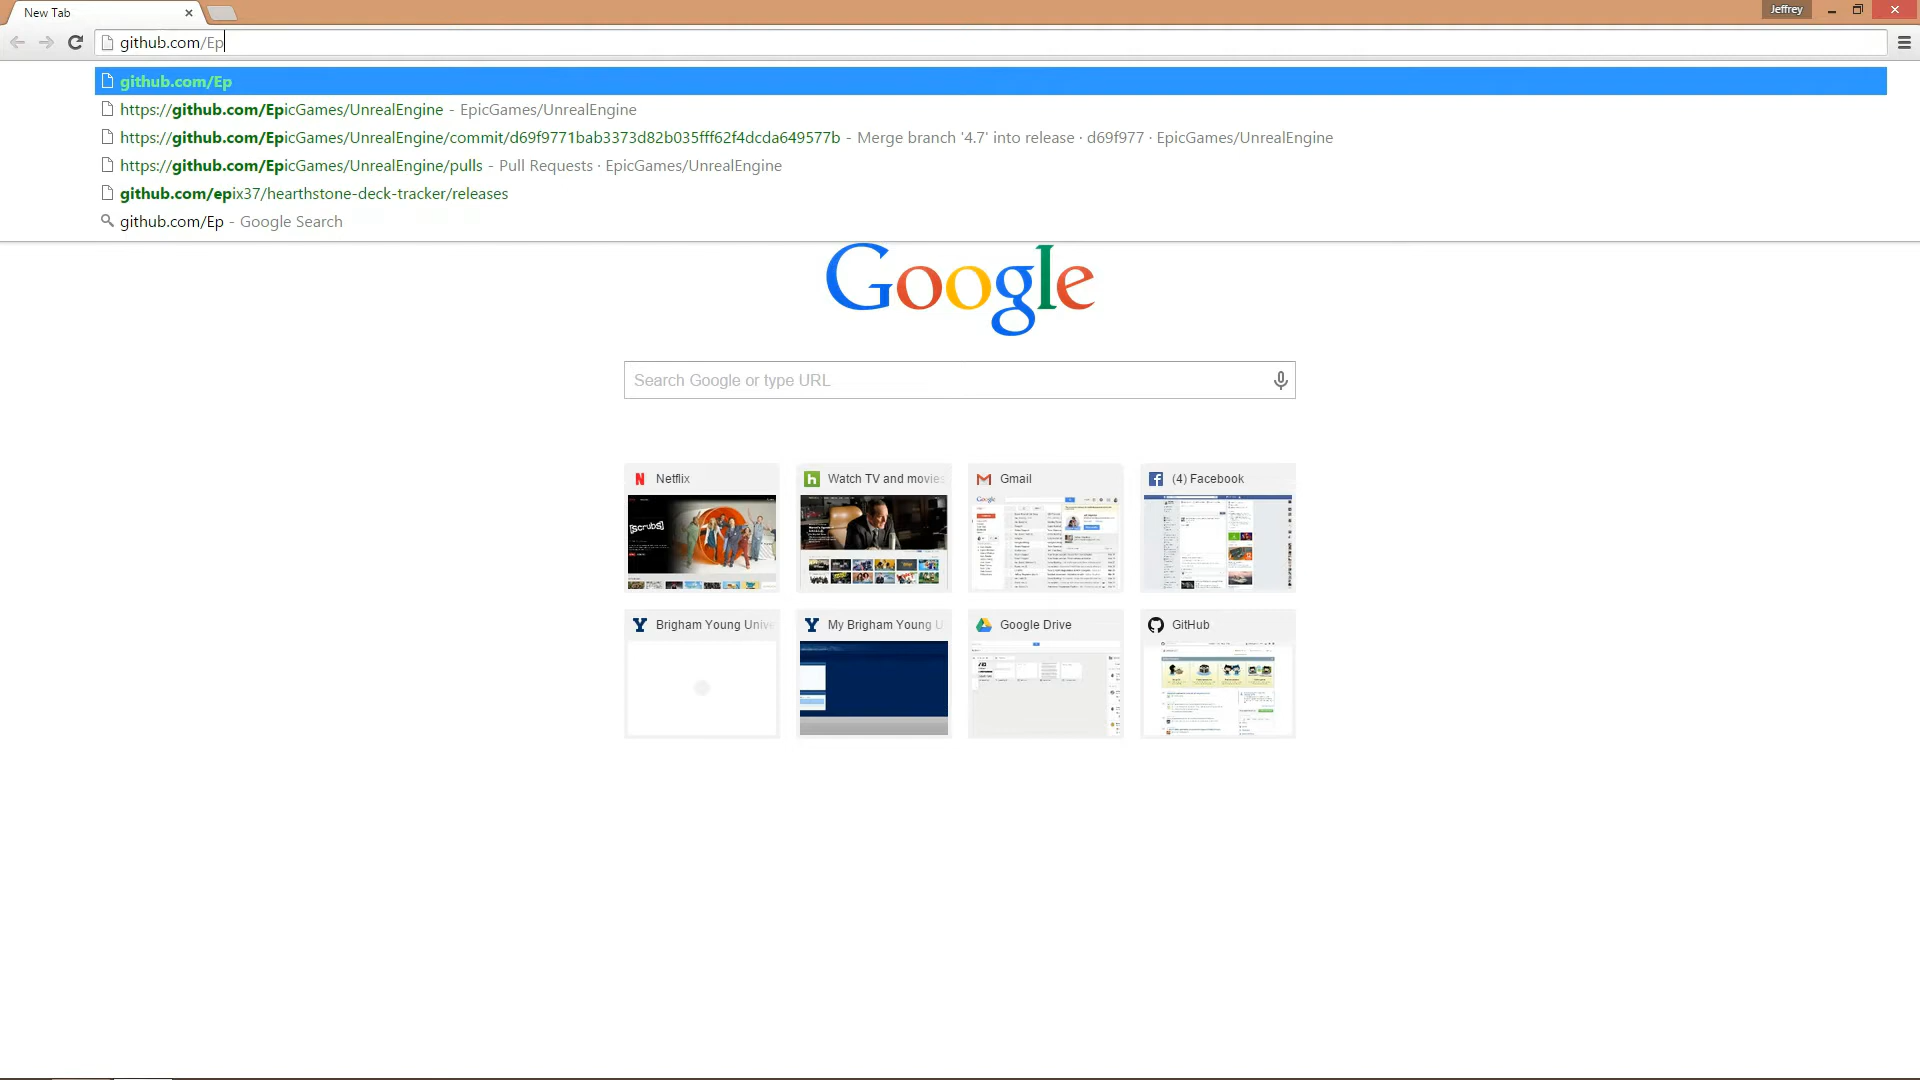 New Tab
Jeffrey
github.com/Ep
github.com/Ep
https://github.com/EpicGames/UnrealEngine - EpicGames/UnrealEngine
https://github.com/EpicGames/UnrealEngine/commit/d69f9771bab3373d82b035fff62f4dcda649577b - Merge branch '4.7' into release · d69f977 · EpicGames/UnrealEngine
https://github.com/EpicGames/UnrealEngine/pulls - Pull Requests · EpicGames/UnrealEngine
github.com/epix37/hearthstone-deck-tracker/releases
github.com/Ep - Google Search
Google
Search Google or type URL
Netflix
Watch TV and movies
Gmail
(4) Facebook
[scrubs]
Google
Brigham Young Unive
My Brigham Young U
Google Drive
GitHub